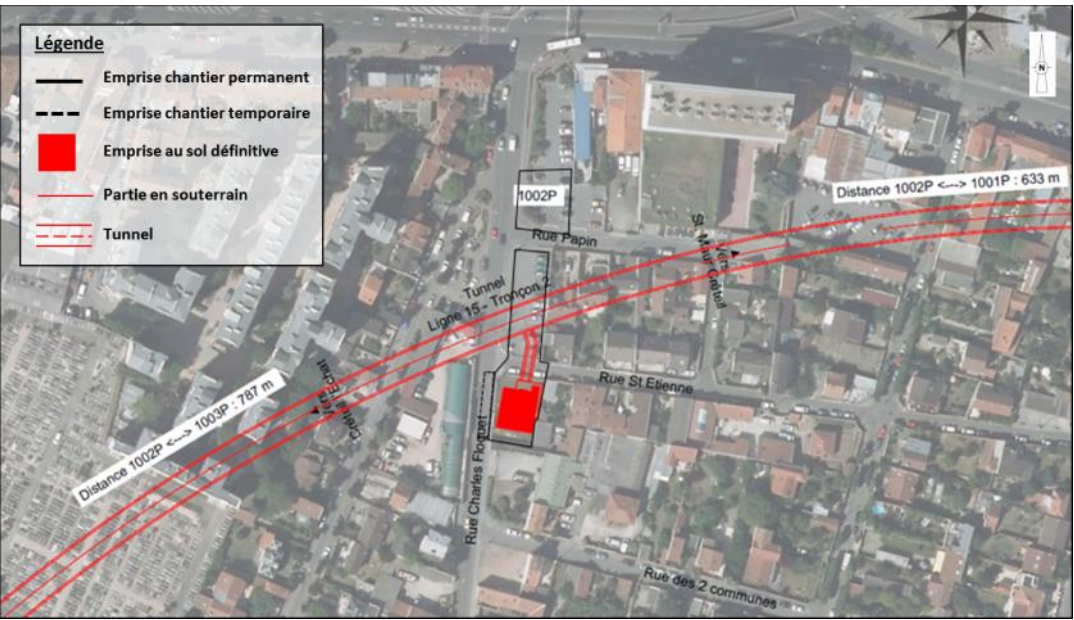 Légende
Emprise chantier permanent
Emprise chantier temporaire
Emprise au sol définitive
Partie en souterrain
Tunnel
N
1002P
Distance 1002P <----> 1001P : 633 m
Rue Papin
Vers
St. Maur Créteil
Tunnel
Ligne 15 - Tronçon 2
Vers
Créteil l'Echat
Rue St Etienne
Distance 1002P <----> 1003P : 787 m
Rue Charles Floquet
Rue des 2 communes